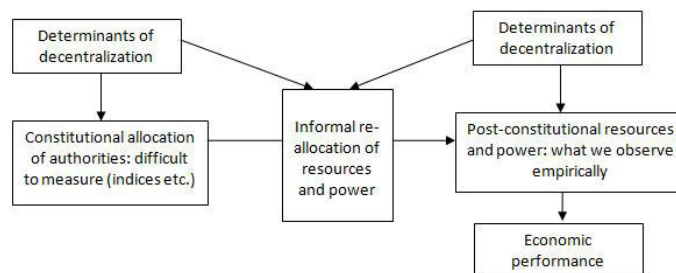 Determinants of
decentralization
Determinants of
decentralization
Constitutional allocation
of authorities: difficult
to measure (indices etc.)
Informal re-
allocation of
resources
and power
Post-constitutional resources
and power: what we observe
empirically
Economic
performance